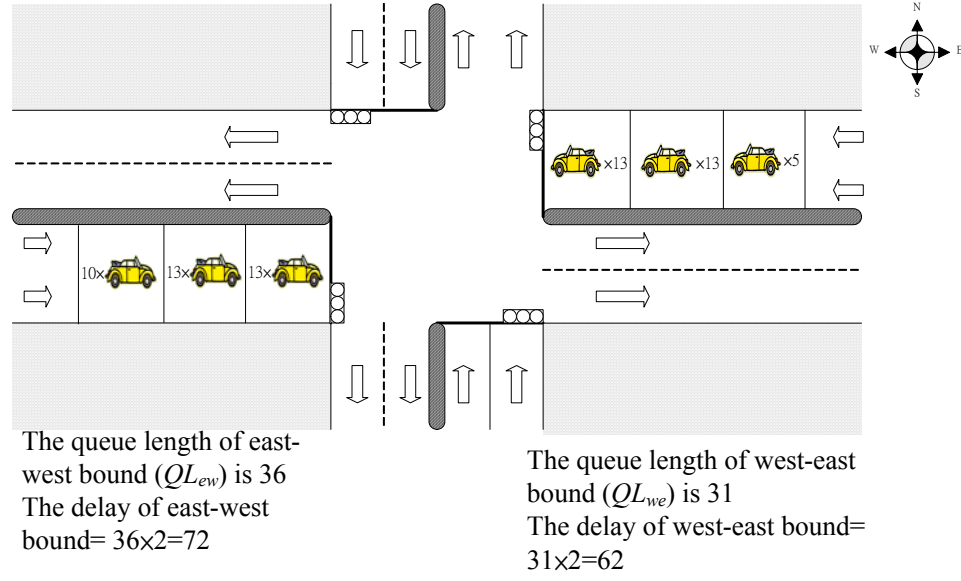 N
W E
S
×13 ×13 ×5
10× 13× 13×
The queue length of east-
west bound (QLew) is 36
The delay of east-west
bound= 36×2=72
The queue length of west-east
bound (QLwe) is 31
The delay of west-east bound=
31×2=62